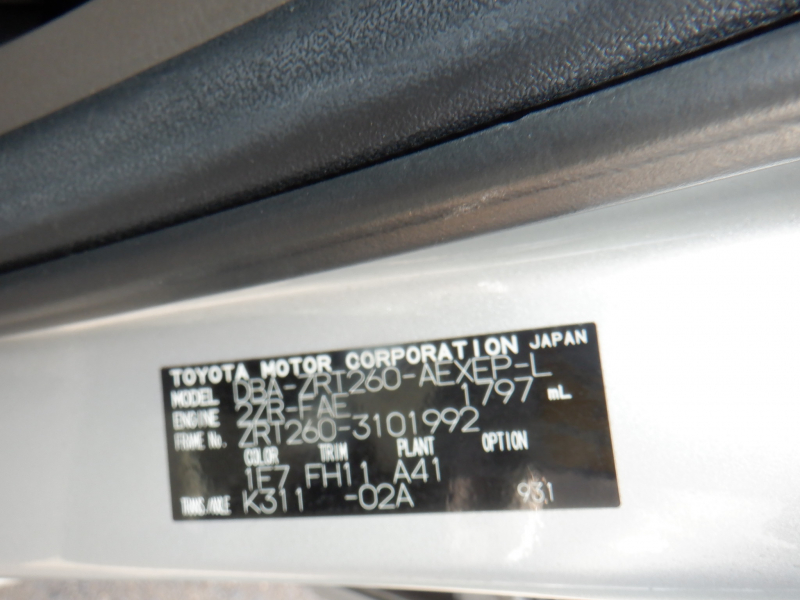 TOYOTA MOTOR CORPORATION JAPAN
MODEL DBA-ZRT260-AEXEP-L
ENGINE 2ZR-FAE 1797 mL
FRAME No. ZRT260-3101992
COLOR TRIM PLANT OPTION
1E7 FH11 A41
TRANS/AXLE K311 -02A 931